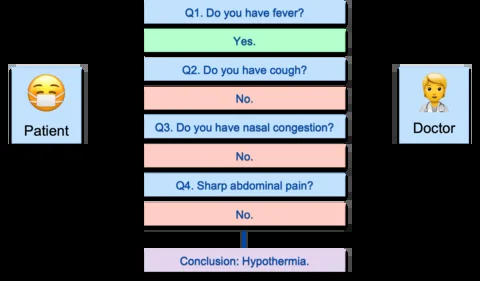 Q1. Do you have fever?
Yes.
Q2. Do you have cough?
No.
Q3. Do you have nasal congestion?
No.
Q4. Sharp abdominal pain?
No.
Conclusion: Hypothermia.
Patient
Doctor